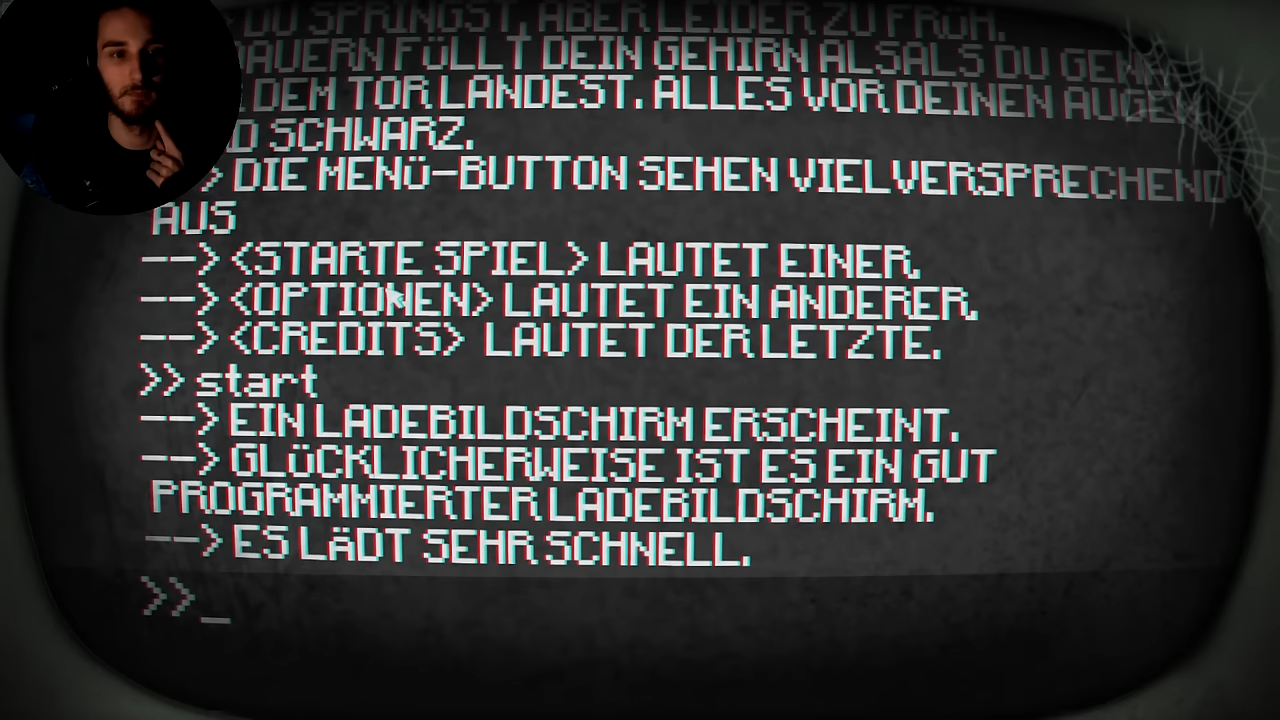 DU SPRINGST, ABER LEIDER ZU FRÜH.
FÜLLT DEIN GEHIRN ALSALS DU
DEM TOR LANDEST. ALLES VOR DEINEN AUGEN
SCHWARZ.
> DIE MENÜ-BUTTON SEHEN VIELVERSPRECHEND
AUS
--> <STARTE SPIEL> LAUTET EINER,
--> <OPTIONEN> LAUTET EIN ANDERER,
--> <CREDITS> LAUTET DER LETZTE.
>> start
--> EIN LADEBILDSCHIRM ERSCHEINT.
--> GLÜCKLICHERWEISE IST ES EIN GUT
PROGRAMMIERTER LADEBILDSCHIRM.
--> ES LÄDT SEHR SCHNELL.
>>_